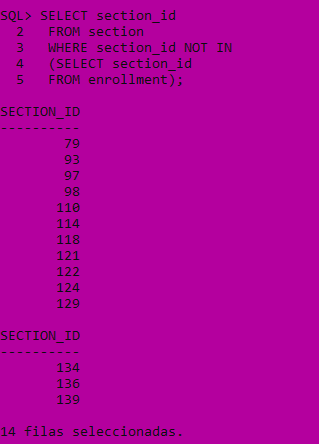 SQL> SELECT section_id
  2   FROM section
  3   WHERE section_id NOT IN
  4   (SELECT section_id
  5   FROM enrollment);
SECTION_ID
----------
        79
        93
        97
        98
       110
       114
       118
       121
       122
       124
       129
SECTION_ID
----------
       134
       136
       139
14 filas seleccionadas.